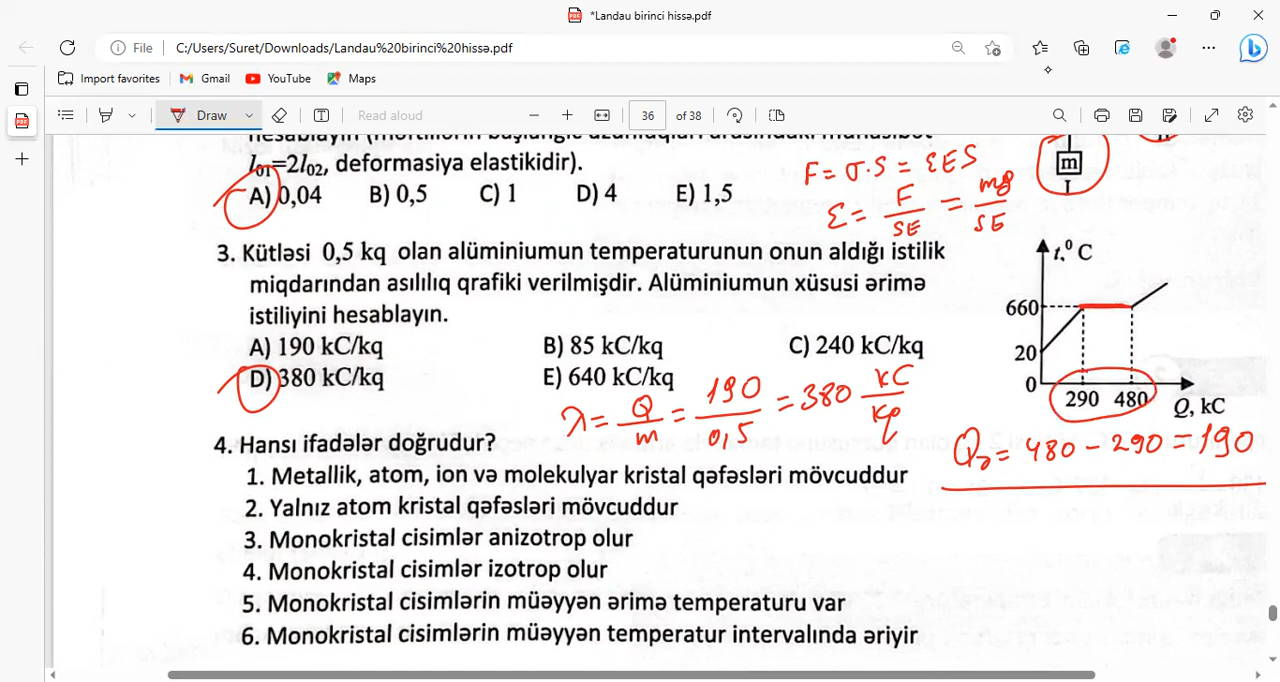 *Landau birinci hissə.pdf
File C:/Users/Suret/Downloads/Landau%20birinci%20hissə.pdf
Import favorites Gmail YouTube Maps
Draw Read aloud 36 of 38
l01=2l02, deformasiya elastikidir).
A) 0,04 B) 0,5 C) 1 D) 4 E) 1,5
F = σ·S = εES
ε = F/SE = mg/SE
m
3. Kütləsi 0,5 kq olan alüminiumun temperaturunun onun aldığı istilik
miqdarından asılılıq qrafiki verilmişdir. Alüminiumun xüsusi ərimə
istiliyini hesablayın.
A) 190 kC/kq B) 85 kC/kq C) 240 kC/kq
D) 380 kC/kq E) 640 kC/kq
t,⁰ C
660
20
0
290 480 Q, kC
λ = Q/m = 190/0,5 = 380 kC/kq
Qə = 480 - 290 = 190
4. Hansı ifadələr doğrudur?
1. Metallik, atom, ion və molekulyar kristal qəfəsləri mövcuddur
2. Yalnız atom kristal qəfəsləri mövcuddur
3. Monokristal cisimlər anizotrop olur
4. Monokristal cisimlər izotrop olur
5. Monokristal cisimlərin müəyyən ərimə temperaturu var
6. Monokristal cisimlərin müəyyən temperatur intervalında əriyir